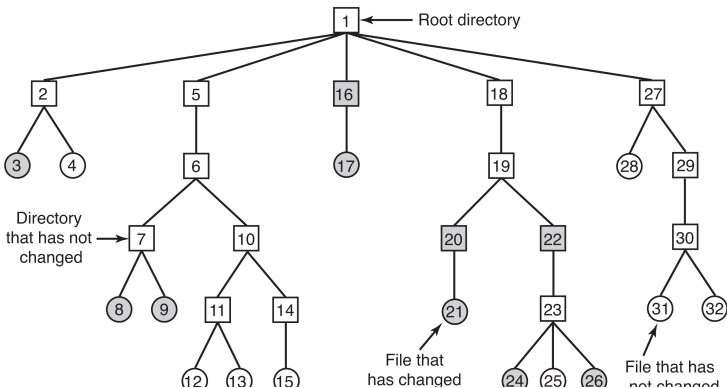 1 Root directory
2 5 16 18 27
3 4 6 17 19 28 29
Directory
that has not
changed
7 10 20 22 30
8 9 11 14 21 23 31 32
File that
has changed
File that has
not changed
12 13 15 24 25 26